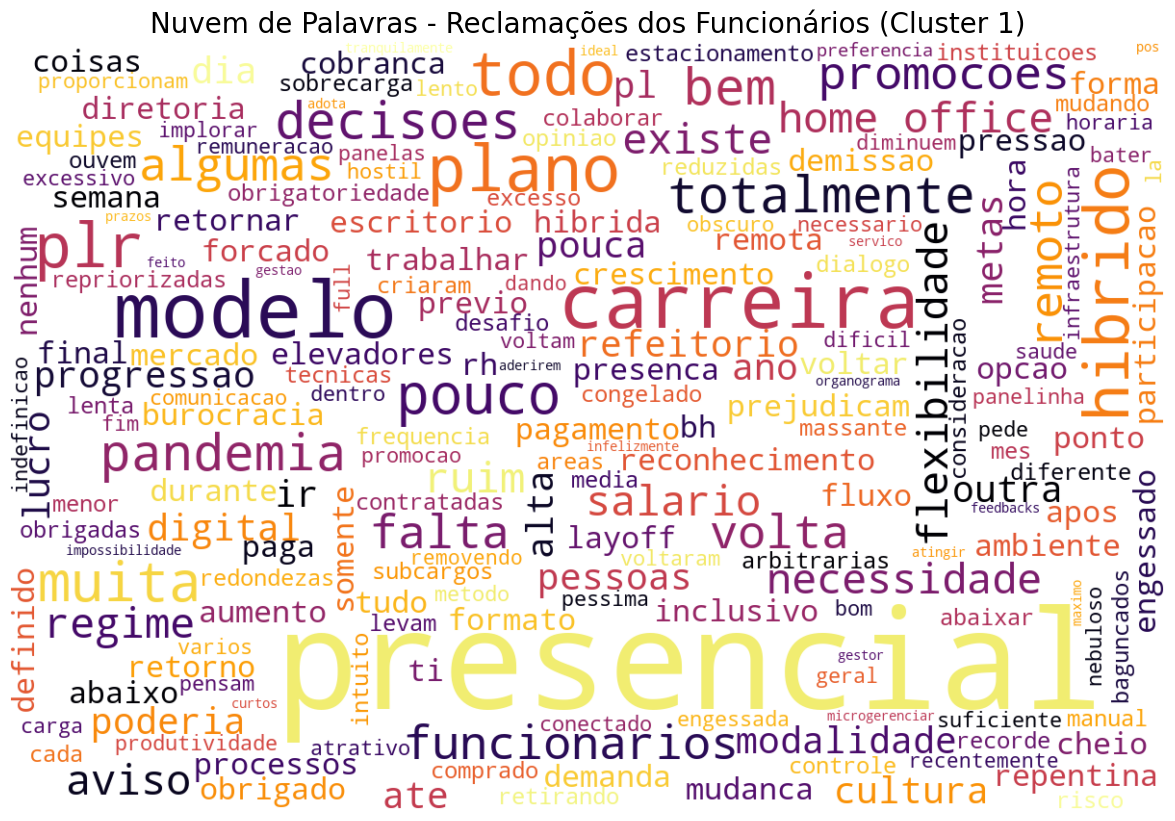 Nuvem de Palavras - Reclamações dos Funcionários (Cluster 1)
coisas
proporcionam
dia
tranquilamente
cobranca
sobrecarga
adota
lento
todo
ideal
pl
estacionamento
bem
preferencia
instituicoes
promocoes
pos
forma
mudando
horaria
diretoria
equipes
implorar
remuneracao
decisoes
opiniao
colaborar
existe
home office
diminuem
pressao
bater
la
ouvem
excessivo
semana
algumas
panelas
hostil
obrigatoriedade
plano
excesso
reduzidas
demissao
totalmente
hora
remoto
infraestrutura
hibrido
participacao
prazos
retornar
escritorio
hibrida
obscuro
necessario
remota
servico
metas
nenhum
plr
feito
forcado
gestao
repriorizadas
full
trabalhar
criaram
previo
pouca
crescimento
dando
dialogo
flexibilidade
modelo
desafio
voltam
carreira
refeitorio
dificil
voltar
consideracao
saude
opcao
panelinha
final
mercado
elevadores
rh
aderirem
presenca
ano
organograma
progressao
tecnicas
comunicacao
dentro
pouco
congelado
prejudicam
indefinicao
lucro
lenta
fim
burocracia
frequencia
promocao
pagamento
bh
infelizmente
massante
pede
mes
ponto
pandemia
ruim
areas
media
reconhecimento
diferente
outra
feedbacks
menor
durante
ir
somente
contratadas
alta
salario
fluxo
apos
engessado
obrigadas
digital
impossibilidade
paga
falta
layoff
volta
atingir
ambiente
removendo
voltaram
arbitrarias
muita
redondezas
subcargos
metodo
pessoas
pessima
necessidade
maximo
nebuloso
baguncados
definido
regime
aumento
studo
levam
formato
inclusivo
bom
abaixar
varios
retorno
intuito
ti
presencial
gestor
geral
abaixo
pensam
curtos
carga
poderia
conectado
engessada
microgerenciar
suficiente
manual
cada
produtividade
atrativo
funcionarios
modalidade
recorde
cheio
aviso
processos
obrigado
ate
comprado
retirando
demanda
mudanca
controle
recentemente
cultura
repentina
risco